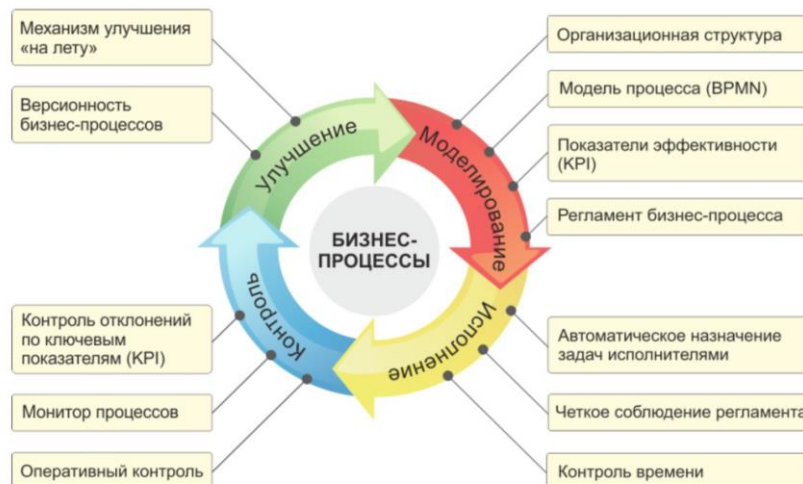 Механизм улучшения
«на лету»
Версионность
бизнес-процессов
Улучшение
Моделирование
Исполнение
Контроль
БИЗНЕС-
ПРОЦЕССЫ
Организационная структура
Модель процесса (BPMN)
Показатели эффективности
(KPI)
Регламент бизнес-процесса
Автоматическое назначение
задач исполнителями
Четкое соблюдение регламента
Контроль времени
Контроль отклонений
по ключевым
показателям (KPI)
Монитор процессов
Оперативный контроль